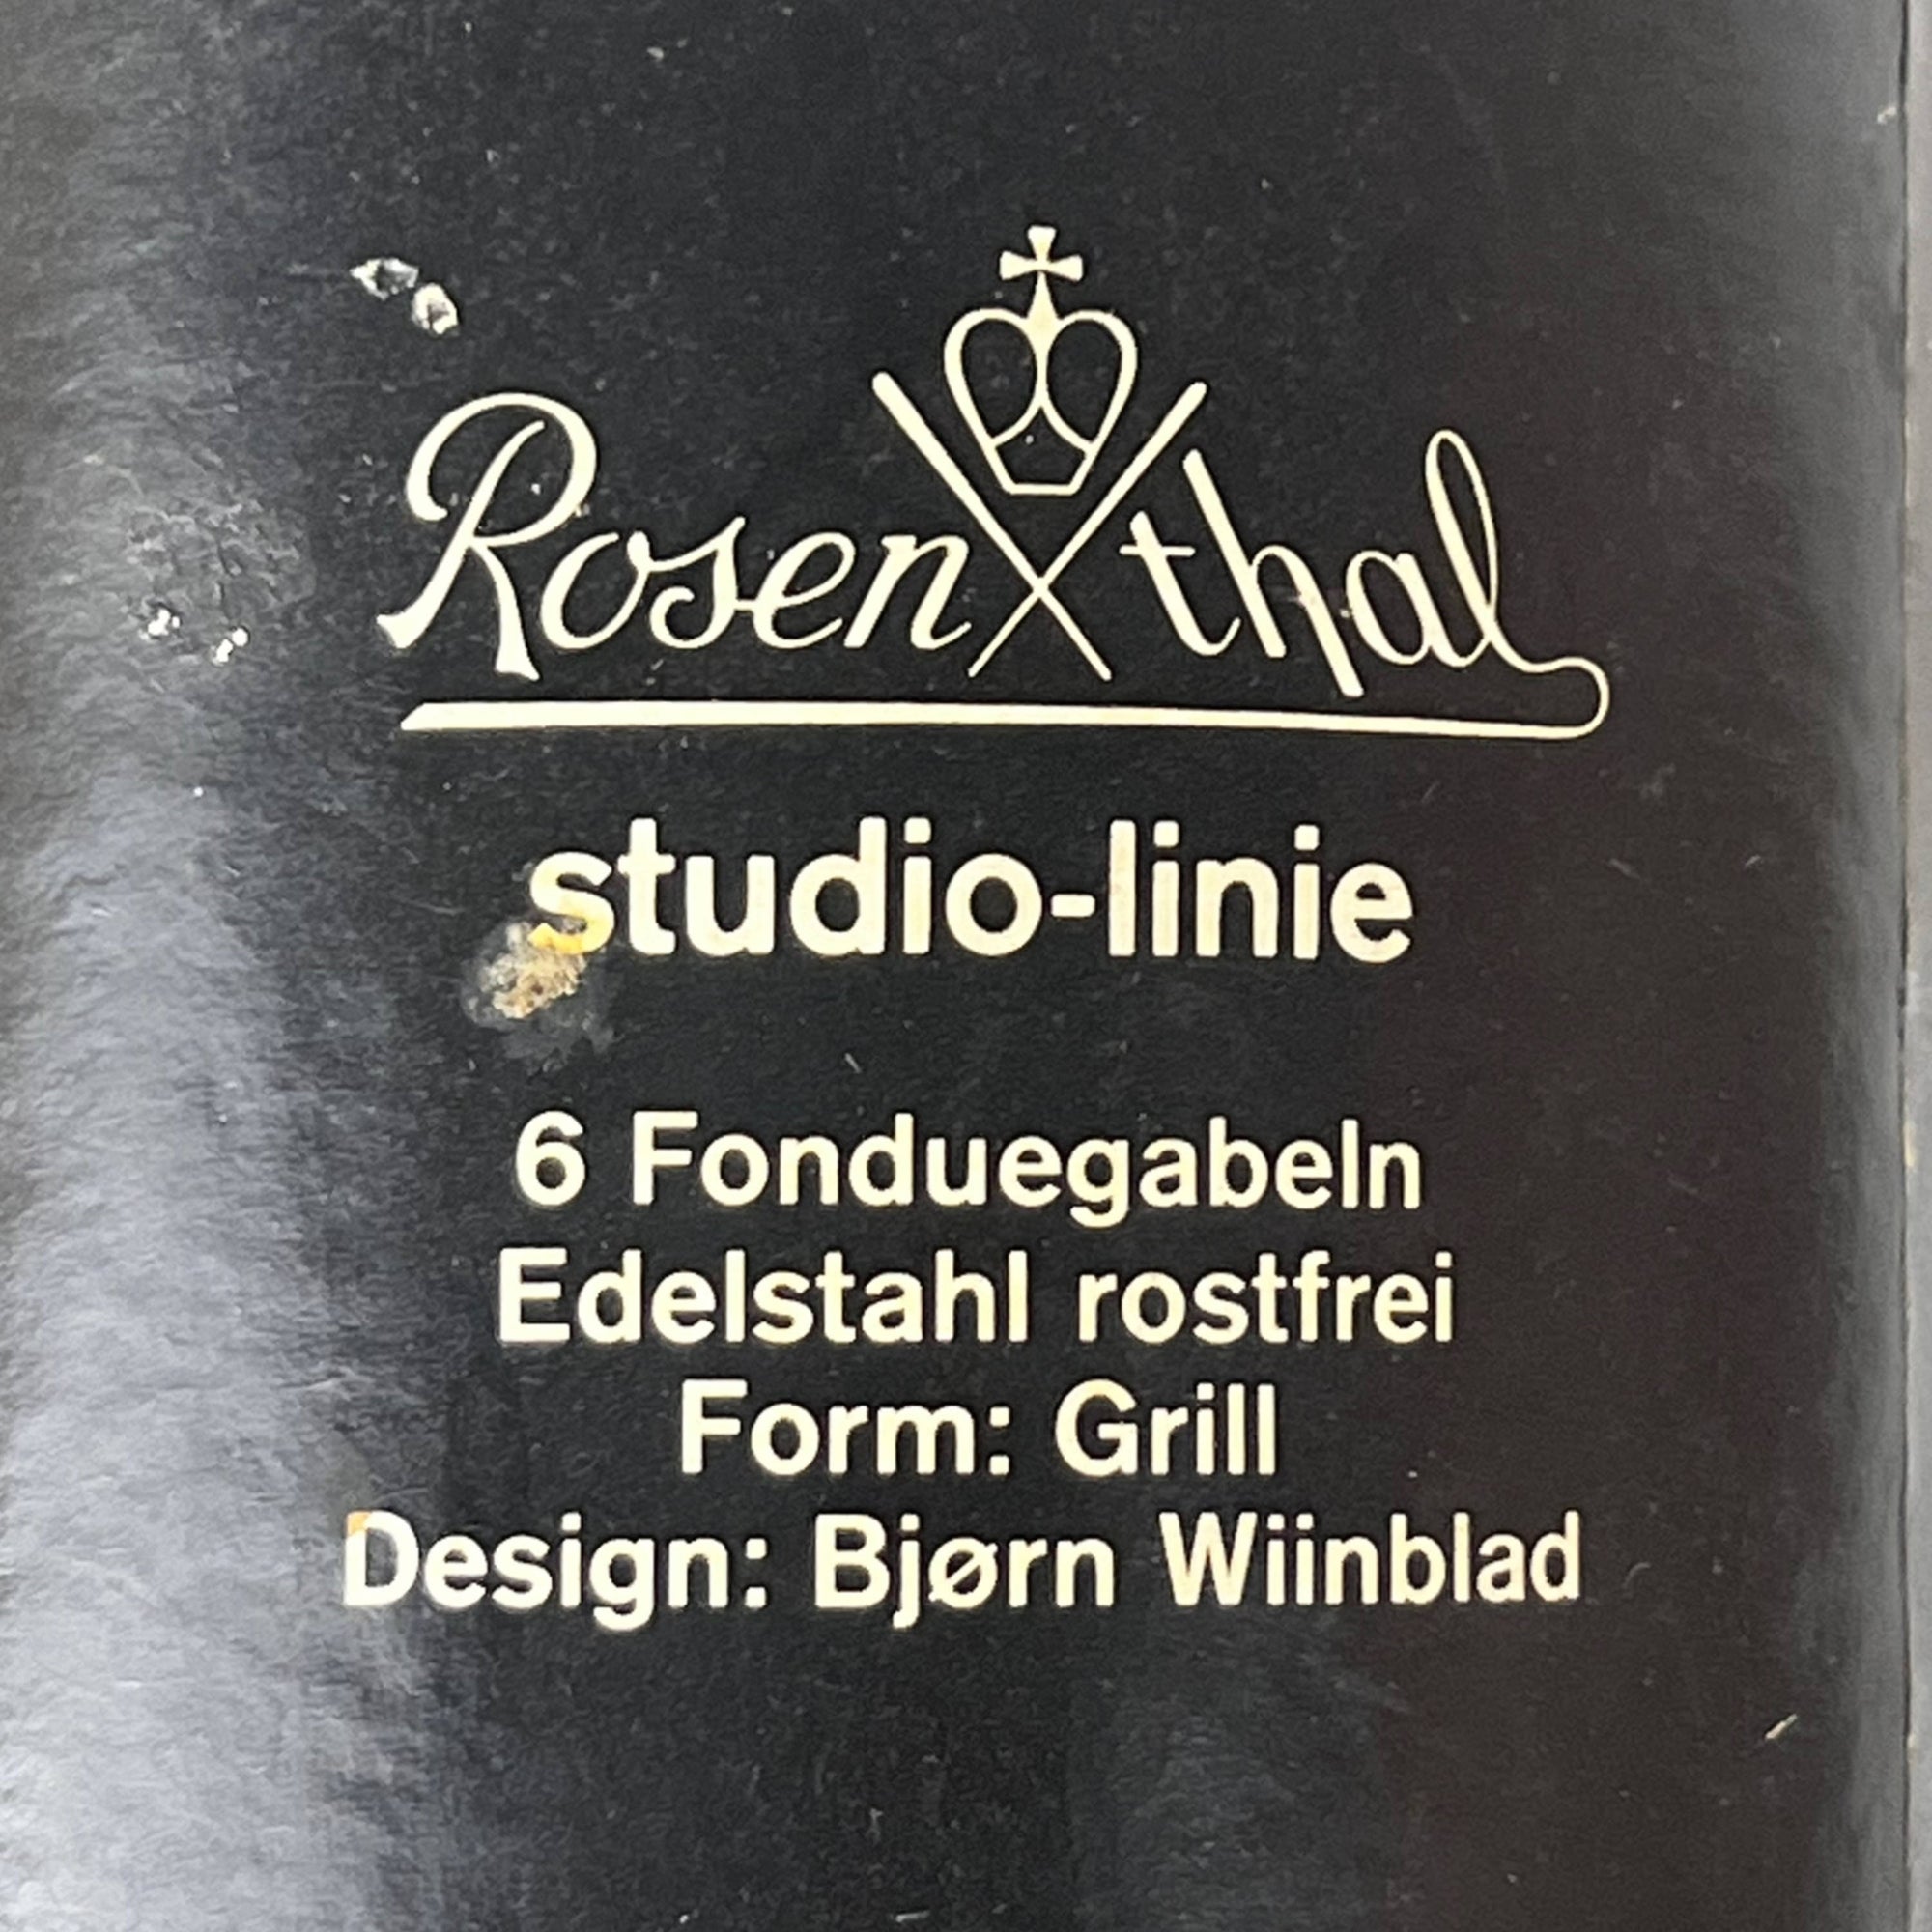 Rosenthal
studio-linie
6 Fonduegabeln
Edelstahl rostfrei
Form: Grill
Design: Bjørn Wiinblad